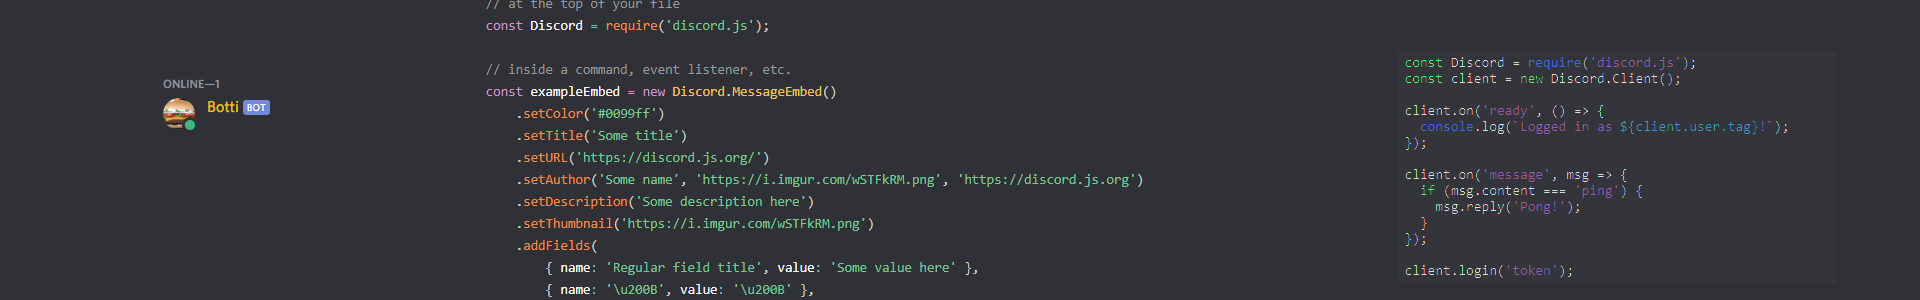 ONLINE—1
Botti BOT
// at the top of your file
const Discord = require('discord.js');
// inside a command, event listener, etc.
const exampleEmbed = new Discord.MessageEmbed()
.setColor('#0099ff')
.setTitle('Some title')
.setURL('https://discord.js.org/')
.setAuthor('Some name', 'https://i.imgur.com/wSTFkRM.png', 'https://discord.js.org')
.setDescription('Some description here')
.setThumbnail('https://i.imgur.com/wSTFkRM.png')
.addFields(
{ name: 'Regular field title', value: 'Some value here' },
{ name: '\u200B', value: '\u200B' },
const Discord = require('discord.js');
const client = new Discord.Client();
client.on('ready', () => {
console.log(`Logged in as ${client.user.tag}!`);
});
client.on('message', msg => {
if (msg.content === 'ping') {
msg.reply('Pong!');
}
});
client.login('token');